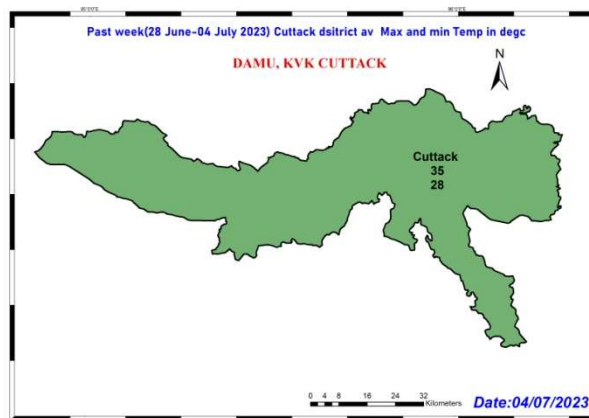 Past week(28 June-04 July 2023) Cuttack dsitrict av Max and min Temp in degc
DAMU, KVK CUTTACK
N
Cuttack
35
28
0 4 8 16 24 32
Kilometers
Date:04/07/2023